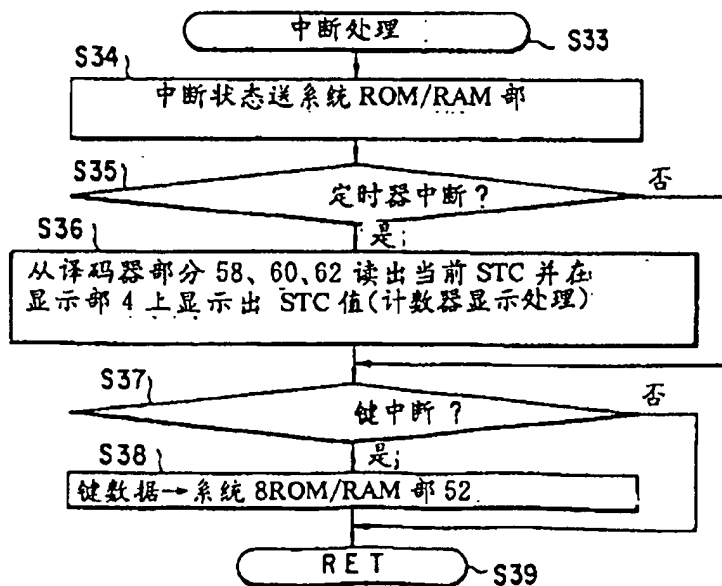 中断处理
S33
S34
中断状态送系统 ROM/RAM 部
S35
定时器中断?
否
是;
S36
从译码器部分 58、60、62 读出当前 STC 并在
显示部 4 上显示出 STC 值(计数器显示处理)
S37
键中断?
否
是;
S38
键数据→系统 8ROM/RAM 部 52
RET
S39